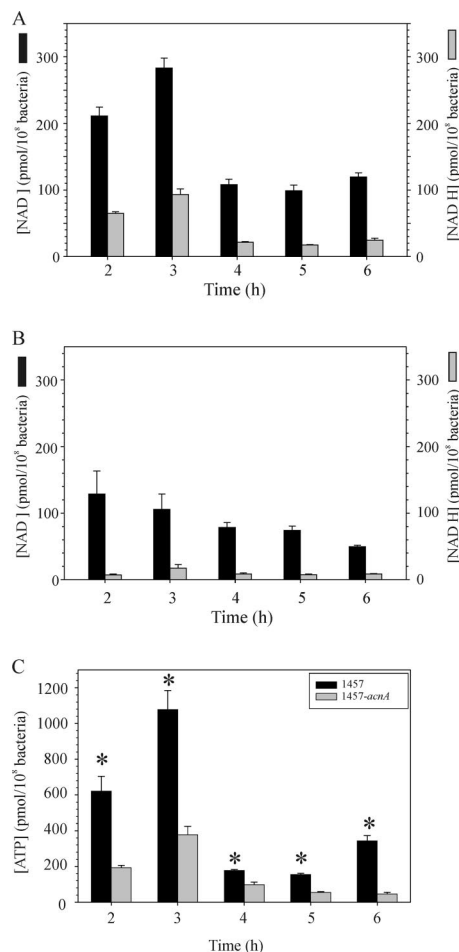 A
[NAD ] (pmol/10⁸ bacteria)
300
200
100
0
[NAD H] (pmol/10⁸ bacteria)
300
200
100
0
2 3 4 5 6
Time (h)
B
[NAD ] (pmol/10⁸ bacteria)
300
200
100
0
[NAD H] (pmol/10⁸ bacteria)
300
200
100
0
2 3 4 5 6
Time (h)
C
[ATP] (pmol/10⁸ bacteria)
1200
1000
800
600
400
200
0
1457
1457-acnA
* * * * *
2 3 4 5 6
Time (h)